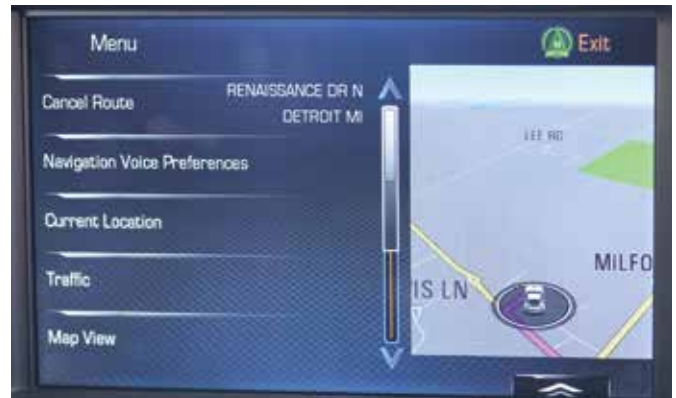 Menu
Exit
Cancel Route
RENAISSANCE DR N
DETROIT MI
Navigation Voice Preferences
Current Location
Traffic
Map View
LEE RD
MILFO
IS LN